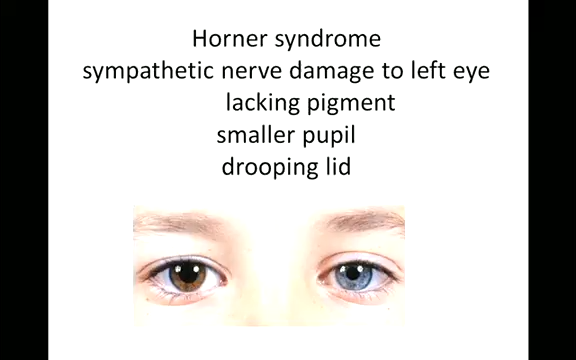 Horner syndrome
sympathetic nerve damage to left eye
lacking pigment
smaller pupil
drooping lid